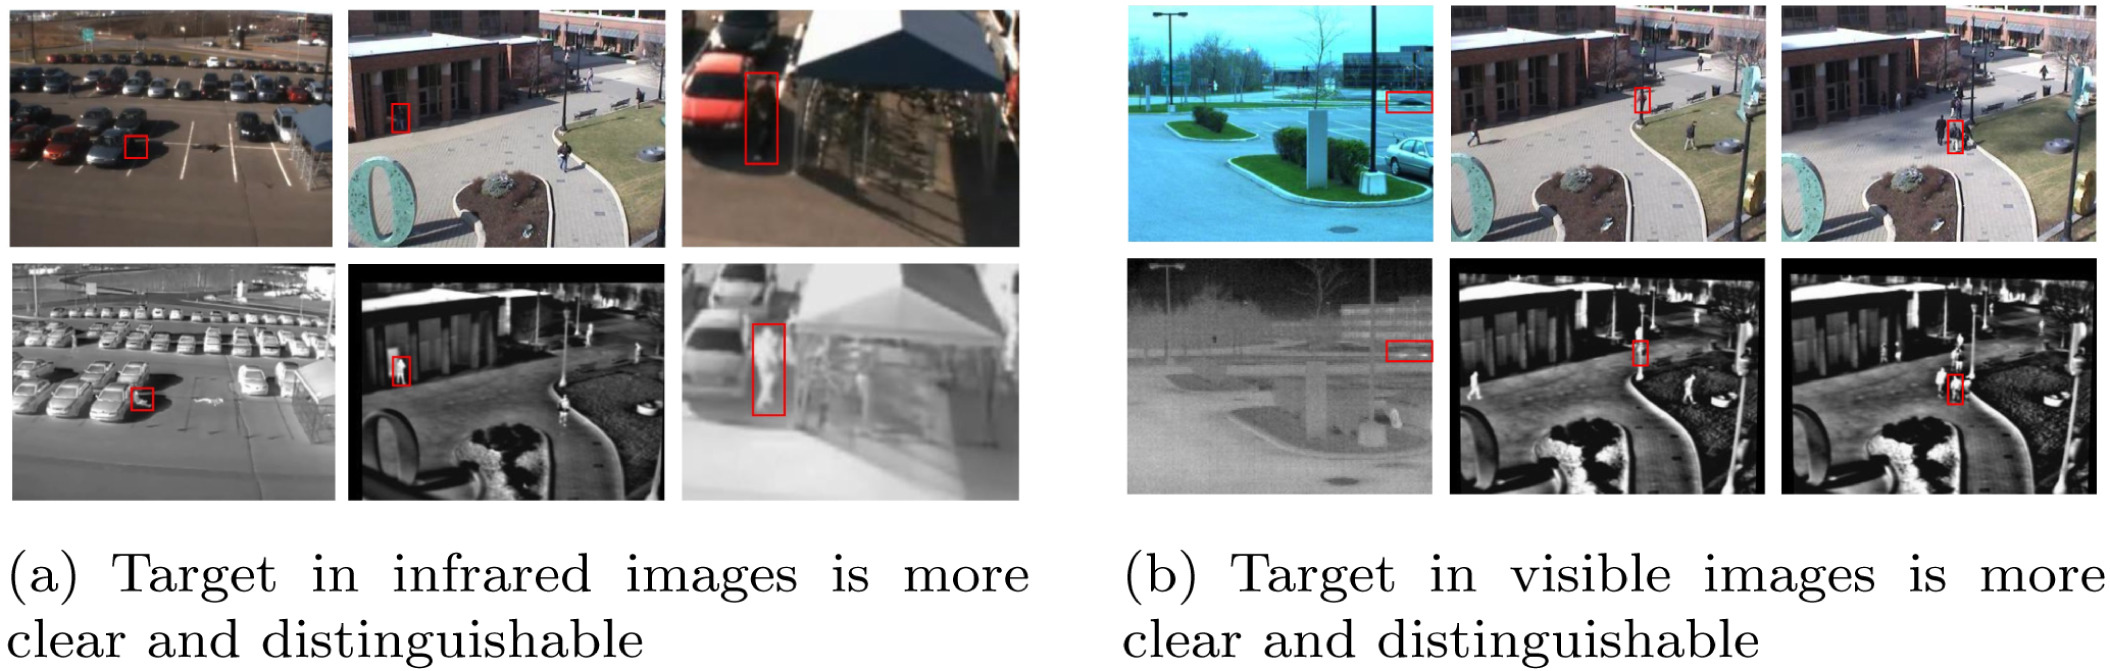 (a) Target in infrared images is more
clear and distinguishable
(b) Target in visible images is more
clear and distinguishable